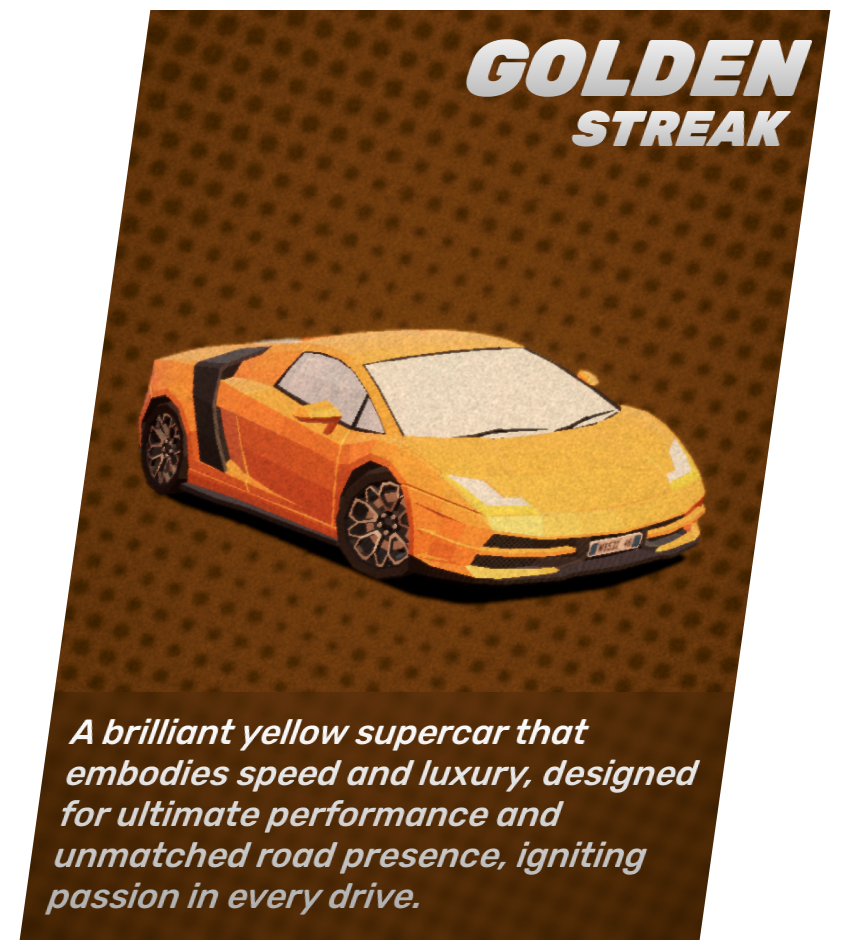 GOLDEN
STREAK
A brilliant yellow supercar that
embodies speed and luxury, designed
for ultimate performance and
unmatched road presence, igniting
passion in every drive.